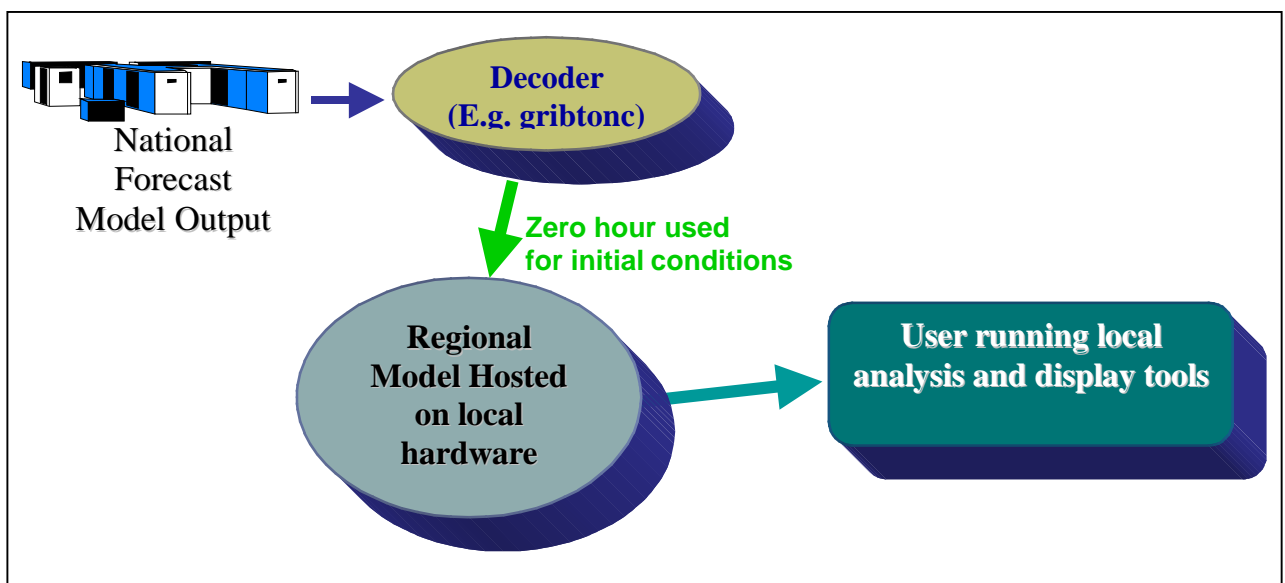 National
Forecast
Model Output
Decoder
(E.g. gribtonc)
Zero hour used
for initial conditions
Regional
Model Hosted
on local
hardware
User running local
analysis and display tools